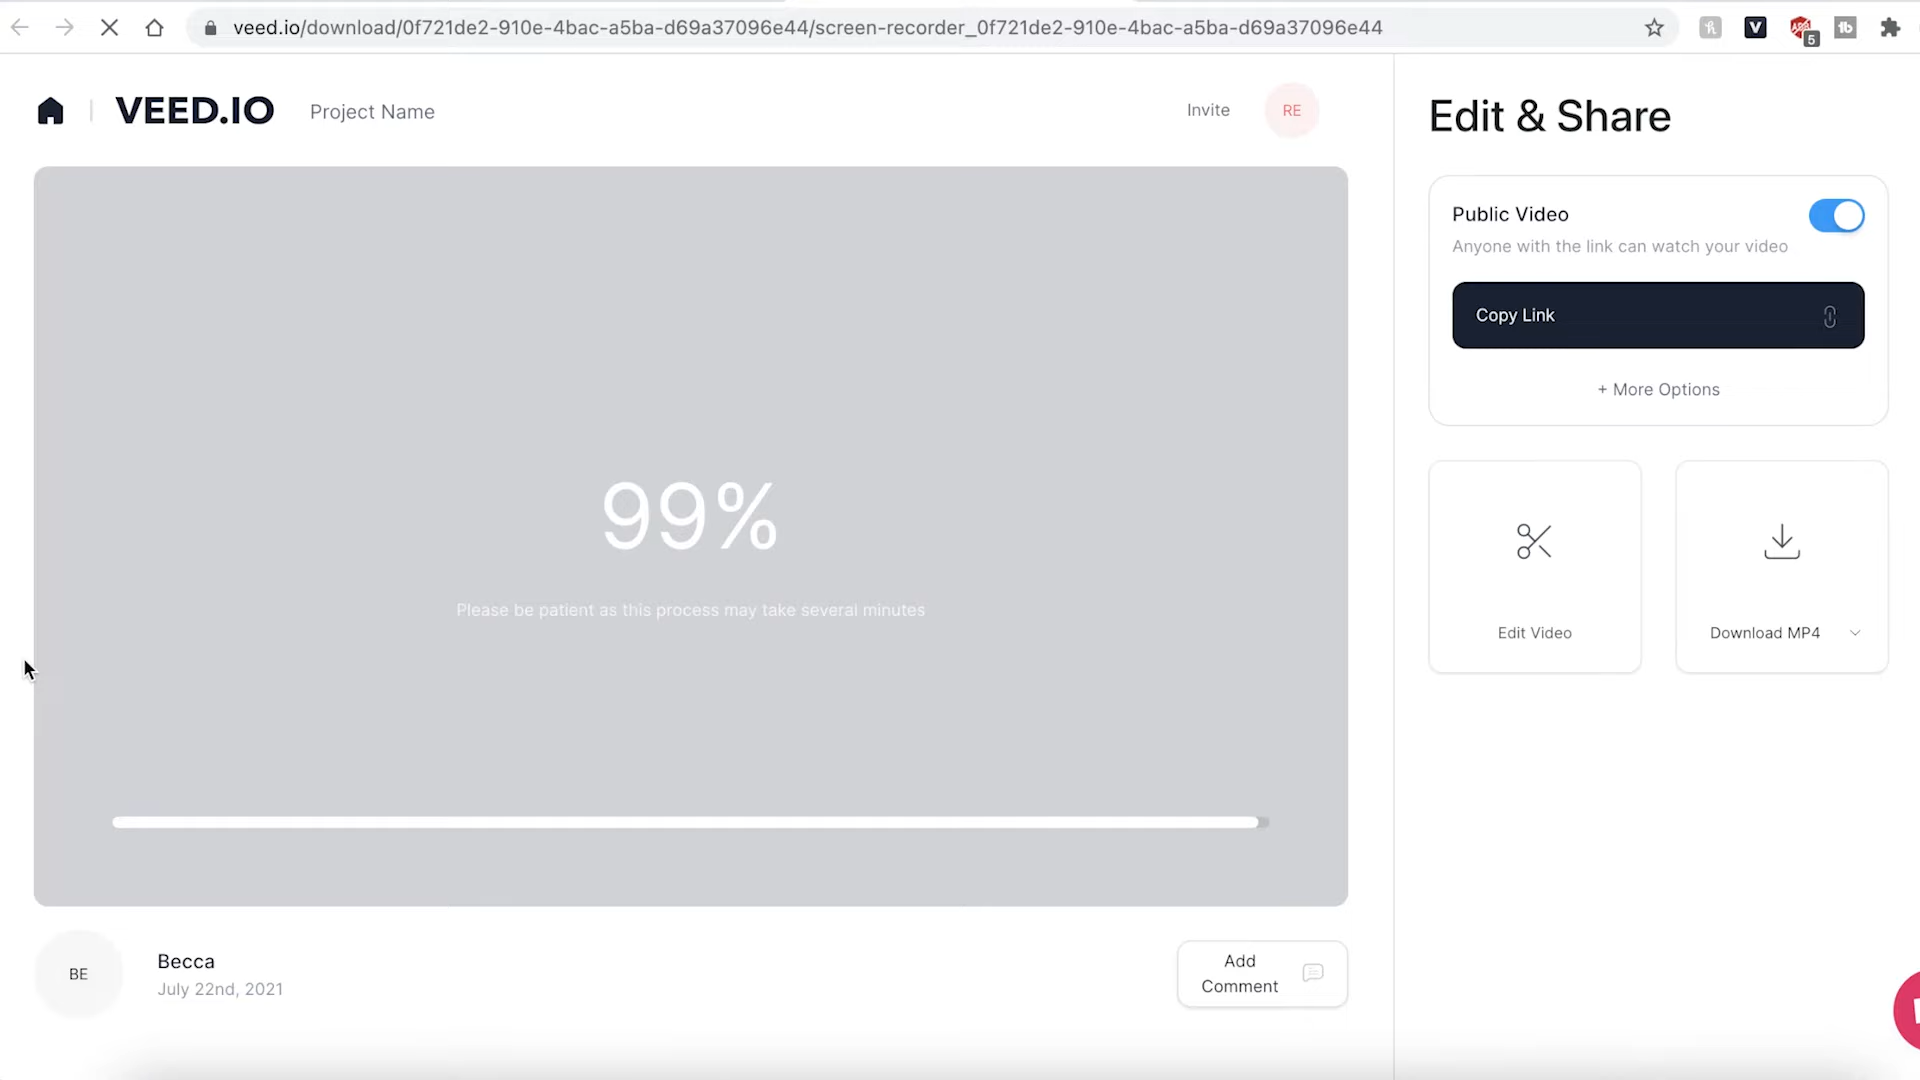 veed.io/download/0f721de2-910e-4bac-a5ba-d69a37096e44/screen-recorder_0f721de2-910e-4bac-a5ba-d69a37096e44
V
ABP
5
tb
VEED.IO
Project Name
Invite
RE
Edit & Share
Public Video
Anyone with the link can watch your video
Copy Link
+ More Options
99%
Please be patient as this process may take several minutes
Edit Video
Download MP4
BE
Becca
July 22nd, 2021
Add
Comment